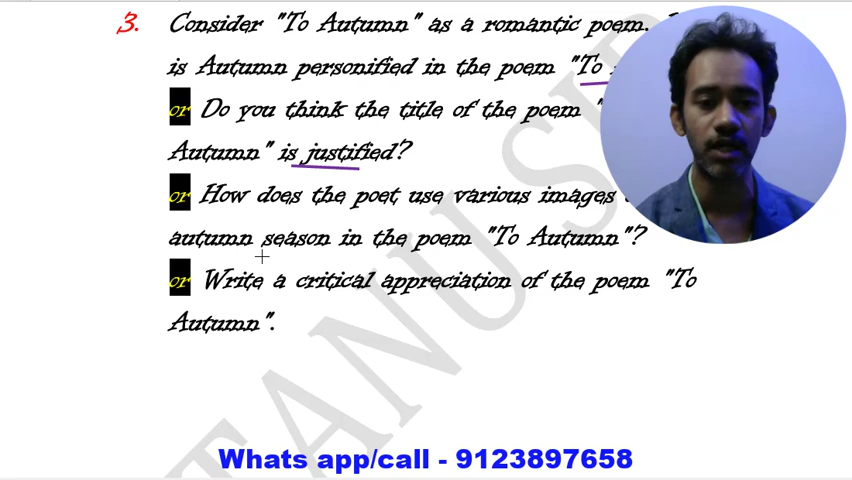 3. Consider "To Autumn" as a romantic poem.
is Autumn personified in the poem "To
or Do you think the title of the poem "
Autumn" is justified?
or How does the poet use various images
autumn season in the poem "To Autumn"?
or Write a critical appreciation of the poem "To
Autumn".
Whats app/call - 9123897658